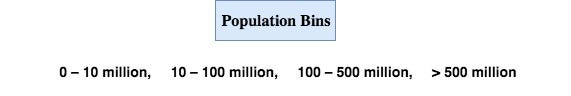 Population Bins
0 – 10 million, 10 – 100 million, 100 – 500 million, > 500 million